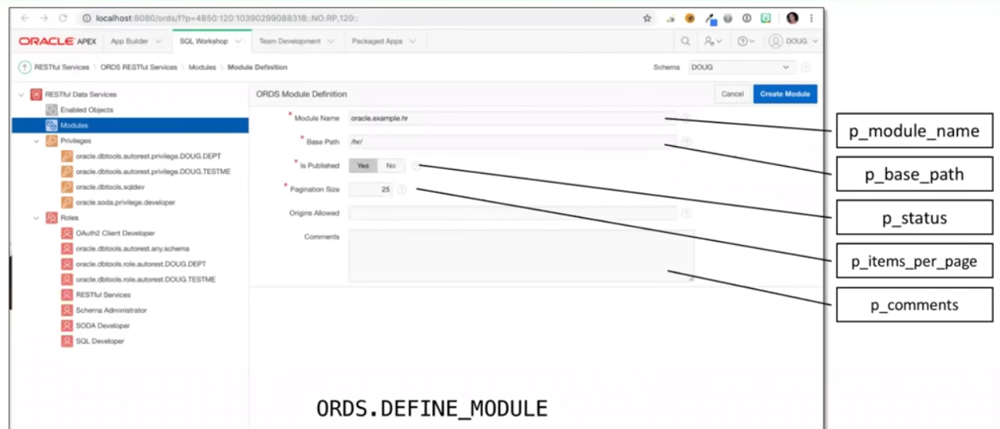 localhost:8080/ords/f?p=4850:120:10390299088318::NO:RP,120::
ORACLE APEX App Builder SQL Workshop Team Development Packaged Apps DOUG
RESTful Services \ ORDS RESTful Services \ Modules \ Module Definition Schema DOUG
RESTful Data Services
Enabled Objects
Modules
Privileges
oracle.dbtools.autorest.privilege.DOUG.DEPT
oracle.dbtools.autorest.privilege.DOUG.TESTME
oracle.dbtools.sqldev
oracle.soda.privilege.developer
Roles
OAuth2 Client Developer
oracle.dbtools.autorest.any.schema
oracle.dbtools.role.autorest.DOUG.DEPT
oracle.dbtools.role.autorest.DOUG.TESTME
RESTful Services
Schema Administrator
SODA Developer
SQL Developer
ORDS Module Definition Cancel Create Module
* Module Name oracle.example.hr
* Base Path /hr/
* Is Published Yes No
* Pagination Size 25
Origins Allowed
Comments
p_module_name
p_base_path
p_status
p_items_per_page
p_comments
ORDS.DEFINE_MODULE